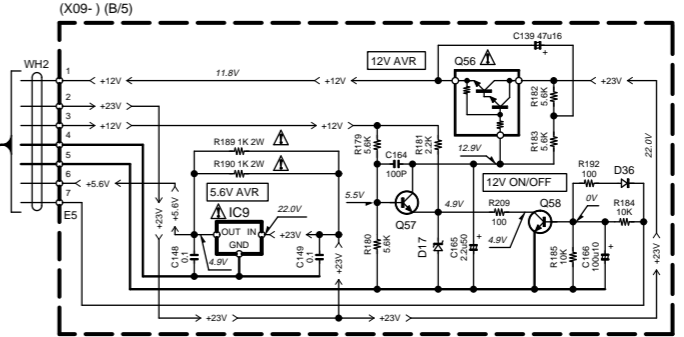 (X09- ) (B/5)
WH2
1
+12V
11.8V
+12V
12V AVR
C139 47u16
+
Q56
+23V
+12V
R182
5.6K
2
+23V
3
+12V
+12V
R189 1K 2W
R190 1K 2W
R179
5.6K
R181
2.2K
C164
100P
12.9V
R183
5.6K
22.0V
4
5
6
+5.6V
7
E5
+5.6V
5.6V AVR
IC9
22.0V
OUT IN
GND
+23V
4.9V
C148
0.1
C149
0.1
+23V
+23V
5.5V
Q57
4.9V
12V ON/OFF
R192
100
D36
R209
100
Q58
0V
R184
10K
4.9V
R180
5.6K
D17
C165
2.2u50
+
R185
10K
C166
100u10
+
+23V
+23V
+23V
+23V